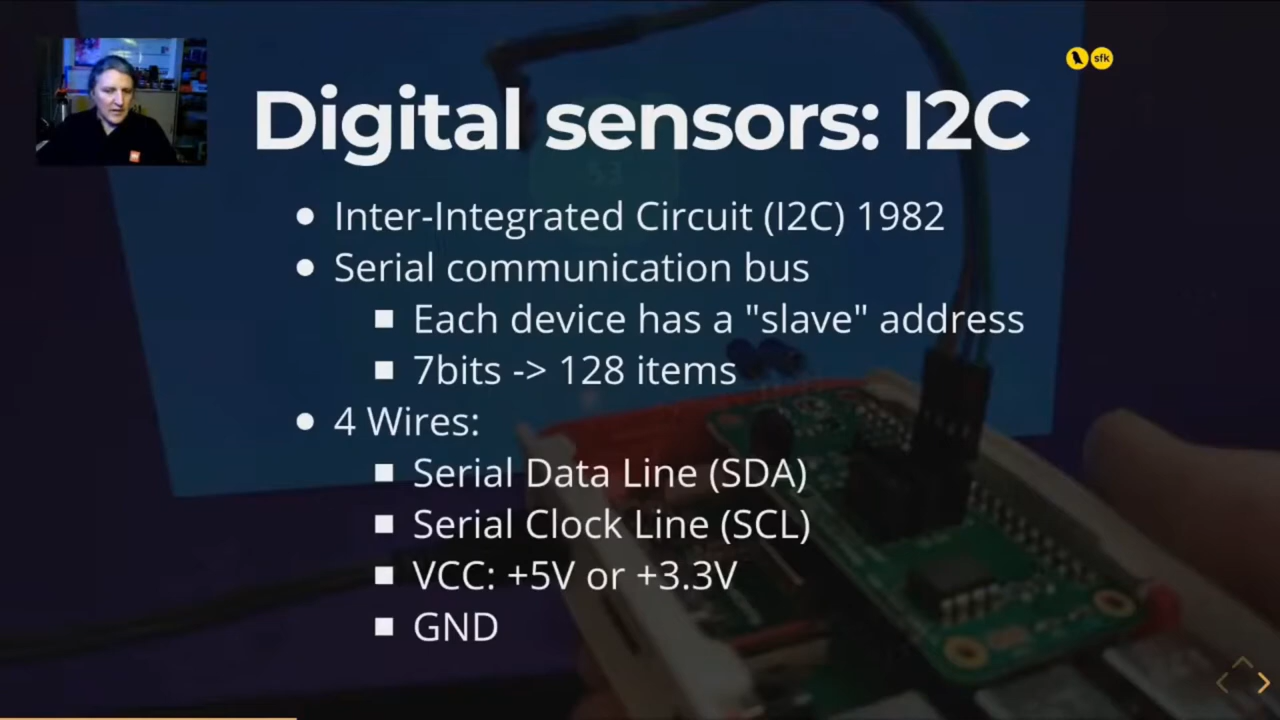 sfk
Digital sensors: I2C
Inter-Integrated Circuit (I2C) 1982
Serial communication bus
Each device has a "slave" address
7bits -> 128 items
4 Wires:
Serial Data Line (SDA)
Serial Clock Line (SCL)
VCC: +5V or +3.3V
GND